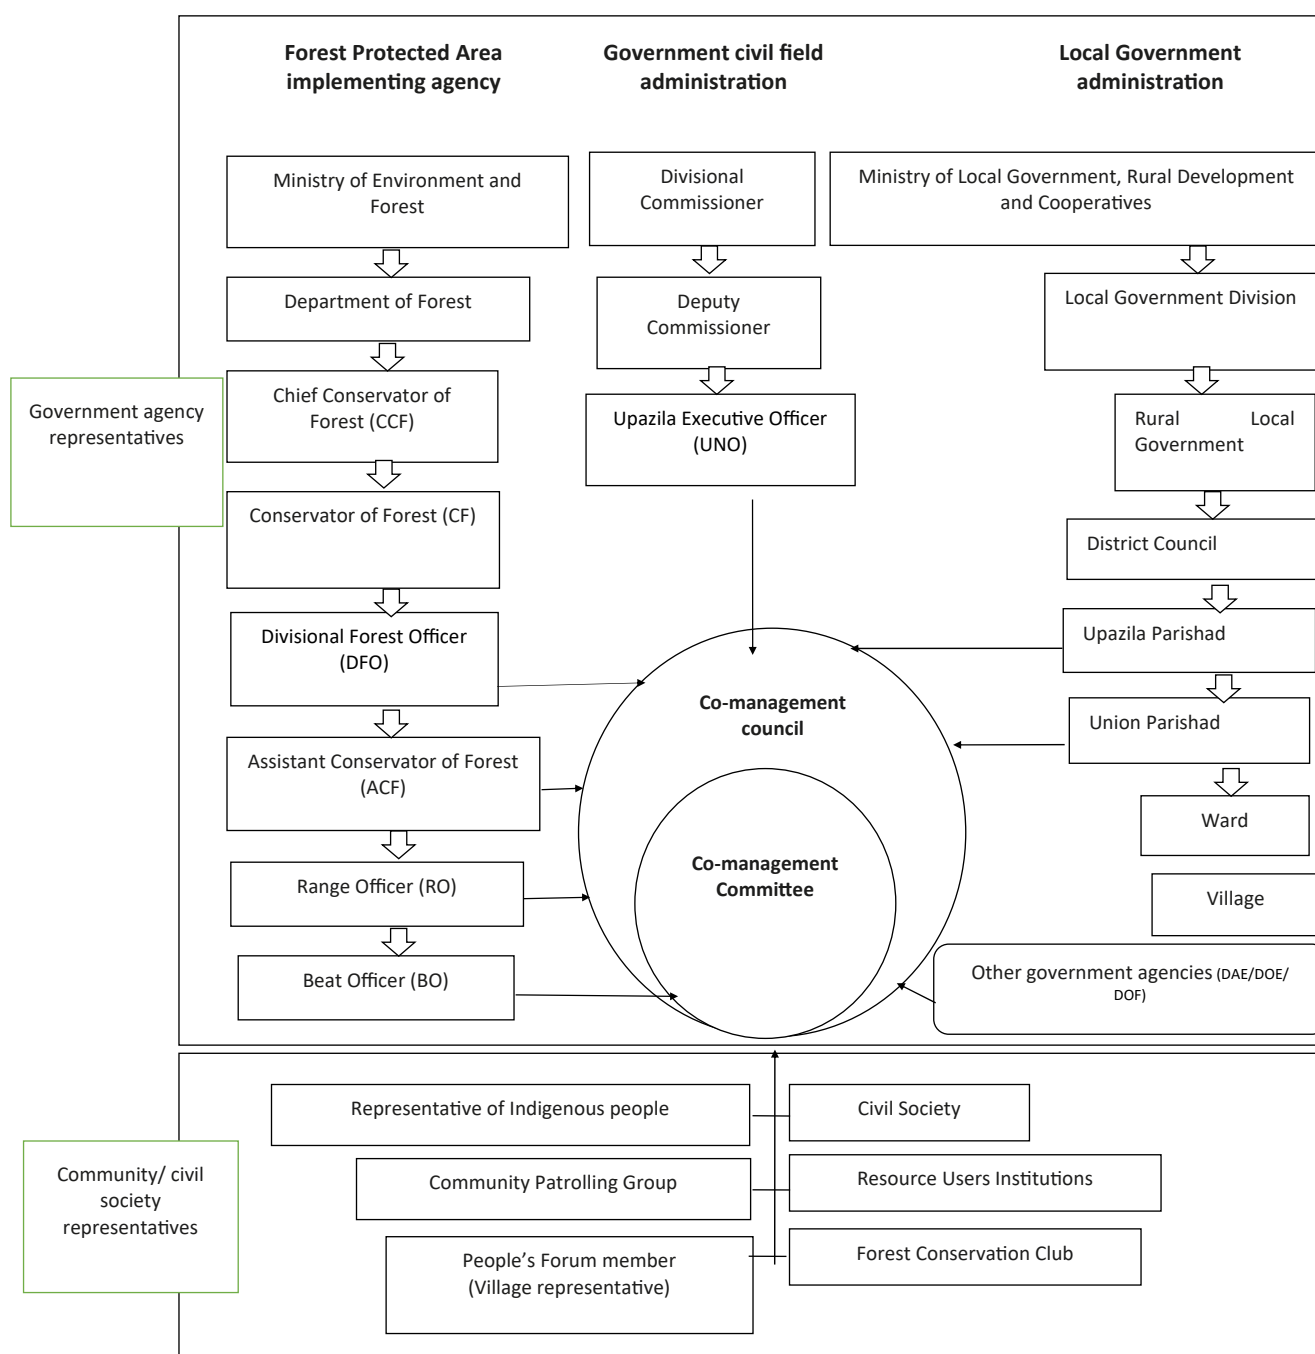 Forest Protected Area
implementing agency
Government civil field
administration
Local Government
administration
Ministry of Environment and
Forest
Divisional
Commissioner
Ministry of Local Government, Rural Development
and Cooperatives
Department of Forest
Deputy
Commissioner
Local Government Division
Government agency
representatives
Chief Conservator of
Forest (CCF)
Upazila Executive Officer
(UNO)
Rural Local
Government
Conservator of Forest (CF)
District Council
Divisional Forest Officer
(DFO)
Upazila Parishad
Co-management
council
Union Parishad
Assistant Conservator of Forest
(ACF)
Ward
Co-management
Committee
Range Officer (RO)
Village
Beat Officer (BO)
Other government agencies (DAE/DOE/
DOF)
Community/ civil
society
representatives
Representative of Indigenous people
Civil Society
Community Patrolling Group
Resource Users Institutions
People’s Forum member
(Village representative)
Forest Conservation Club